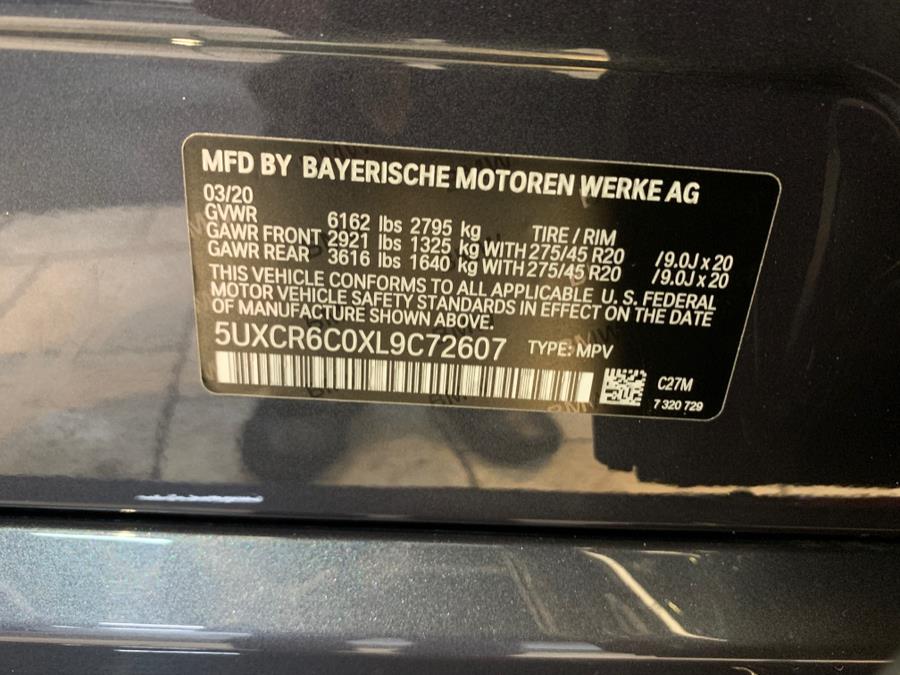 MFD BY BAYERISCHE MOTOREN WERKE AG
03/20
GVWR 6162 lbs 2795 kg TIRE / RIM
GAWR FRONT 2921 lbs 1325 kg WITH 275/45 R20 /9.0J x 20
GAWR REAR 3616 lbs 1640 kg WITH 275/45 R20 /9.0J x 20
THIS VEHICLE CONFORMS TO ALL APPLICABLE U. S. FEDERAL
MOTOR VEHICLE SAFETY STANDARDS IN EFFECT ON THE DATE
OF MANUFACTURE SHOWN ABOVE.
5UXCR6C0XL9C72607 TYPE: MPV
C27M
7 320 729